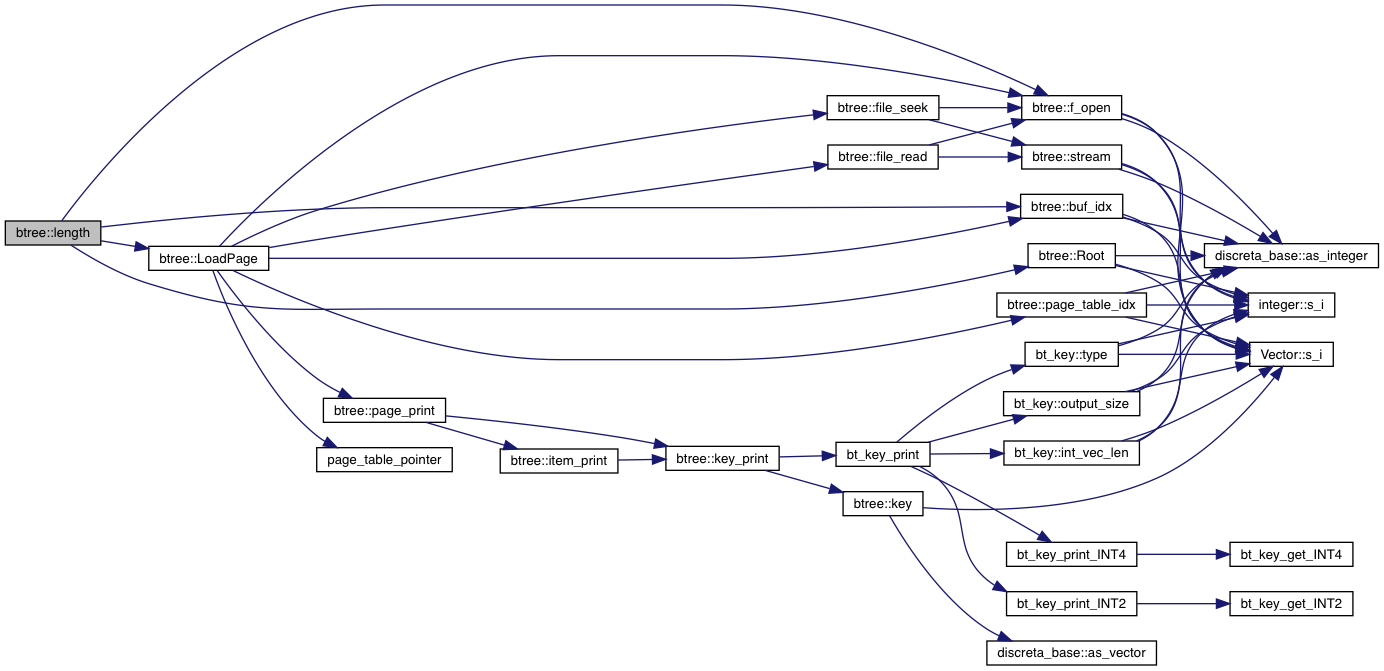 btree::length
btree::LoadPage
btree::page_print
page_table_pointer
btree::item_print
btree::key_print
btree::file_seek
btree::file_read
bt_key_print
btree::key
btree::f_open
btree::stream
btree::buf_idx
btree::Root
btree::page_table_idx
bt_key::type
bt_key::output_size
bt_key::int_vec_len
bt_key_print_INT4
bt_key_print_INT2
discreta_base::as_vector
discreta_base::as_integer
integer::s_i
Vector::s_i
bt_key_get_INT4
bt_key_get_INT2